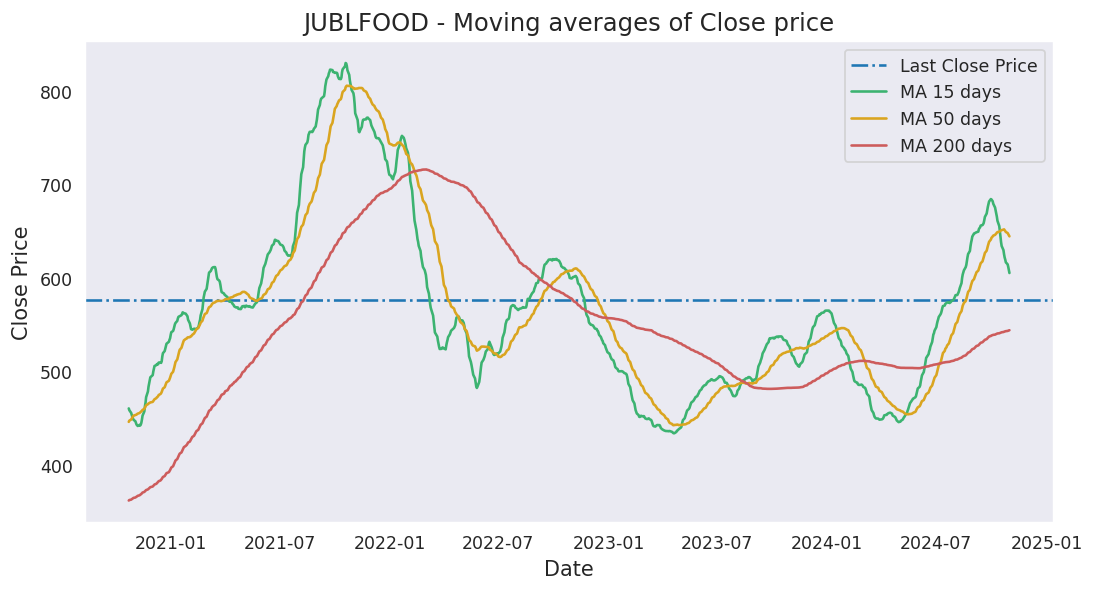 JUBLFOOD - Moving averages of Close price
Last Close Price
MA 15 days
MA 50 days
MA 200 days
Close Price
800
700
600
500
400
2021-01
2021-07
2022-01
2022-07
2023-01
2023-07
2024-01
2024-07
2025-01
Date